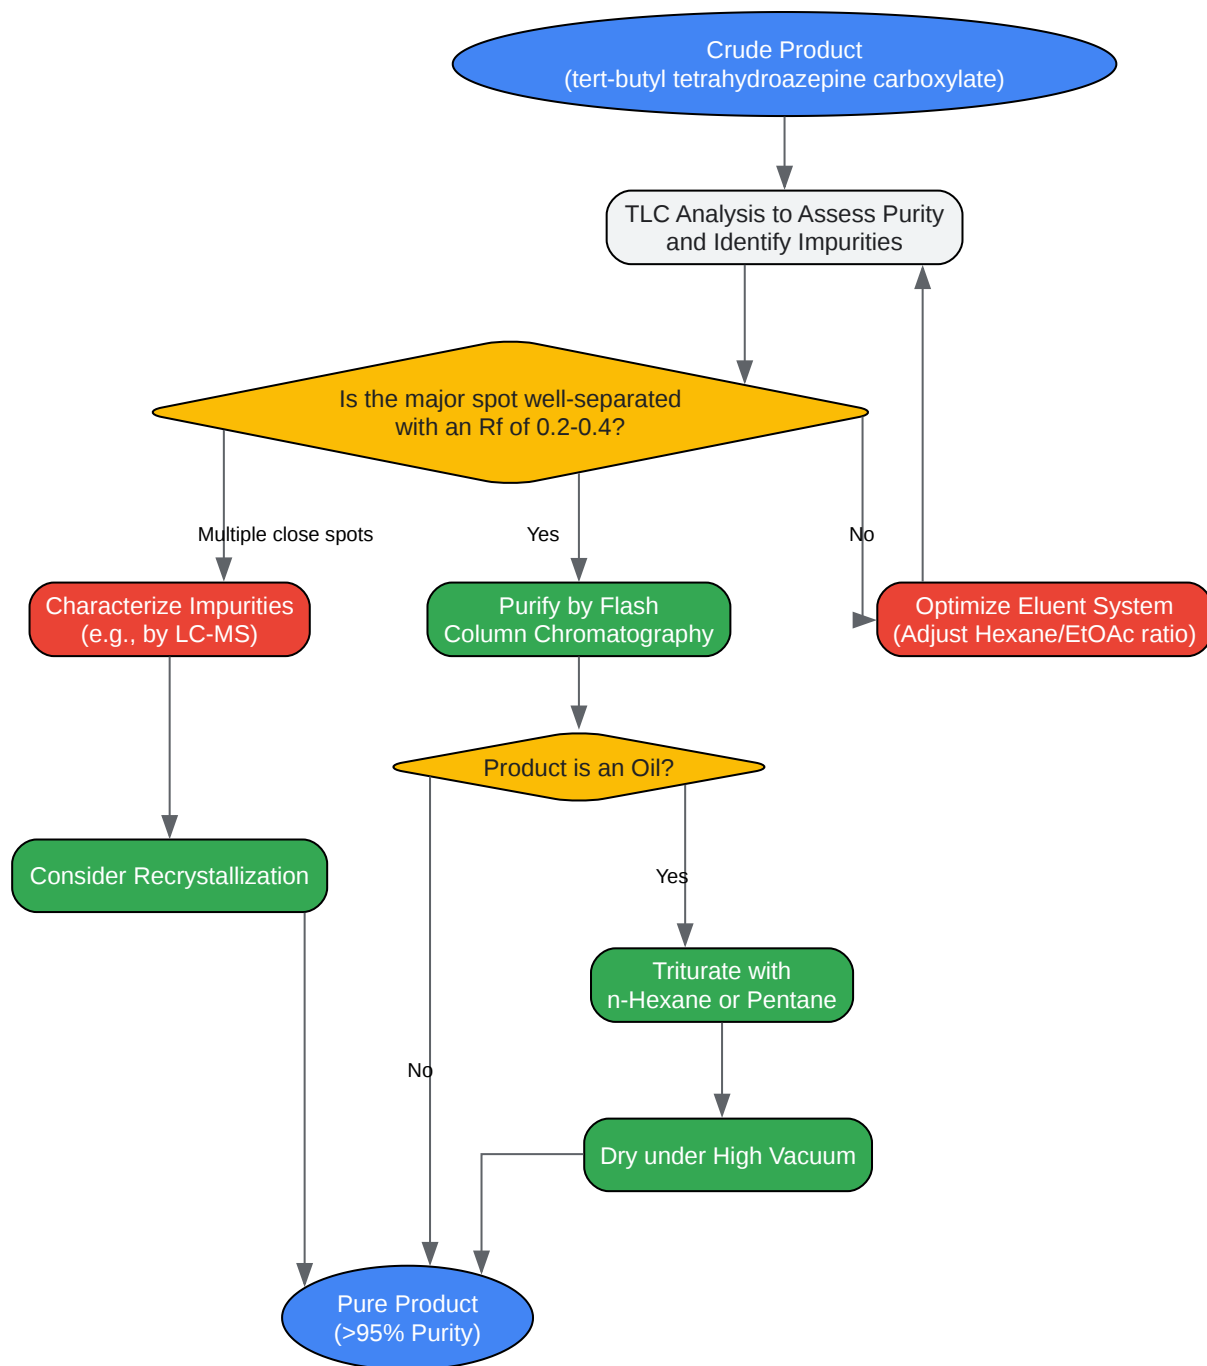 Crude Product
(tert-butyl tetrahydroazepine carboxylate)
TLC Analysis to Assess Purity
and Identify Impurities
Is the major spot well-separated
with an Rf of 0.2-0.4?
Multiple close spots
Yes
No
Characterize Impurities
(e.g., by LC-MS)
Purify by Flash
Column Chromatography
Optimize Eluent System
(Adjust Hexane/EtOAc ratio)
Product is an Oil?
Consider Recrystallization
Yes
Triturate with
n-Hexane or Pentane
No
Dry under High Vacuum
Pure Product
(>95% Purity)